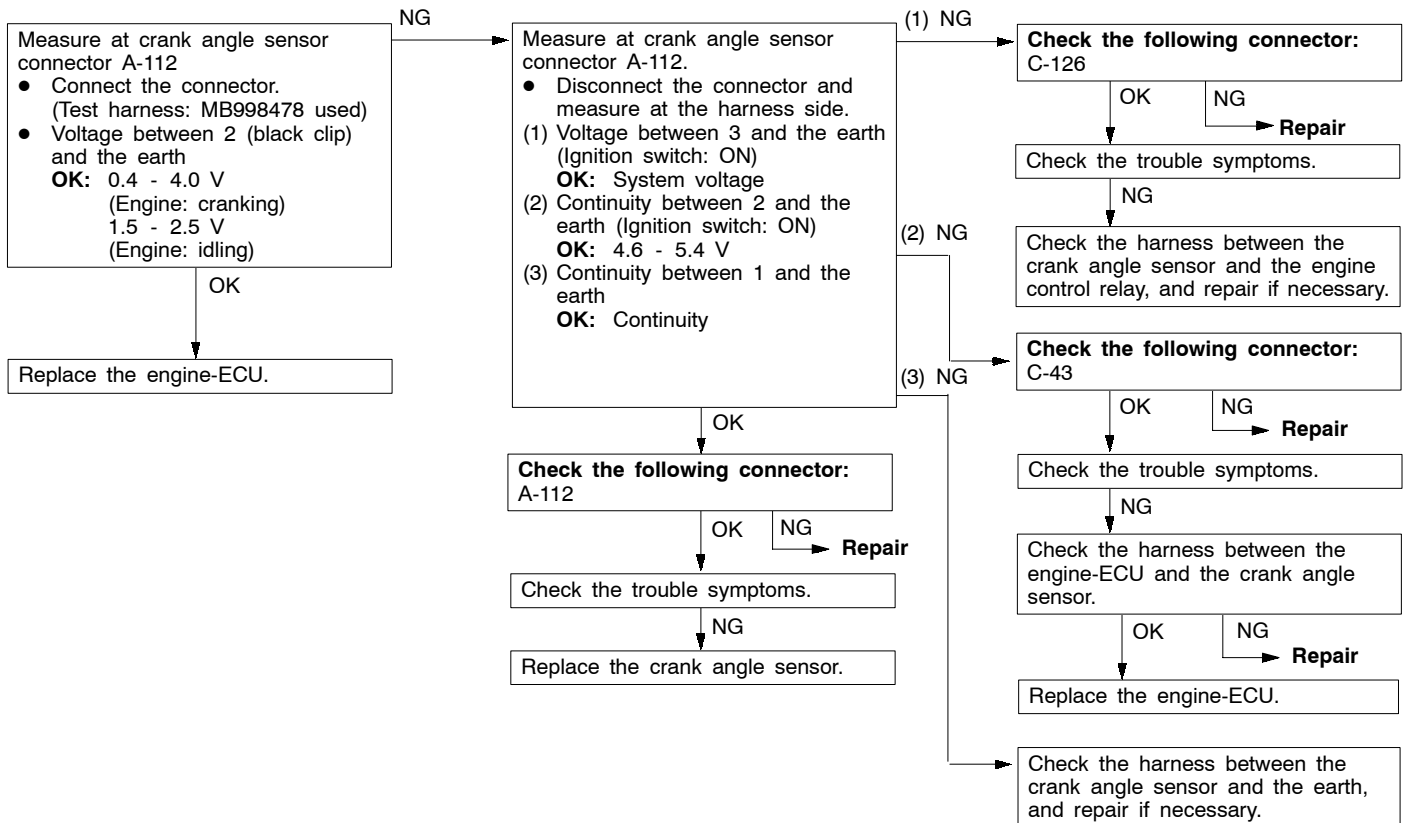 NG
Measure at crank angle sensor
connector A-112
● Connect the connector.
(Test harness: MB998478 used)
● Voltage between 2 (black clip)
and the earth
OK: 0.4 - 4.0 V
(Engine: cranking)
1.5 - 2.5 V
(Engine: idling)
OK
Replace the engine-ECU.
Measure at crank angle sensor
connector A-112.
● Disconnect the connector and
measure at the harness side.
(1) Voltage between 3 and the earth
(Ignition switch: ON)
OK: System voltage
(2) Continuity between 2 and the
earth (Ignition switch: ON)
OK: 4.6 - 5.4 V
(3) Continuity between 1 and the
earth
OK: Continuity
OK
Check the following connector:
A-112
OK
NG
Repair
Check the trouble symptoms.
NG
Replace the crank angle sensor.
(1) NG
Check the following connector:
C-126
OK
NG
Repair
Check the trouble symptoms.
NG
Check the harness between the
crank angle sensor and the engine
control relay, and repair if necessary.
(2) NG
Check the following connector:
C-43
OK
NG
Repair
Check the trouble symptoms.
NG
Check the harness between the
engine-ECU and the crank angle
sensor.
OK
NG
Repair
Replace the engine-ECU.
(3) NG
Check the harness between the
crank angle sensor and the earth,
and repair if necessary.